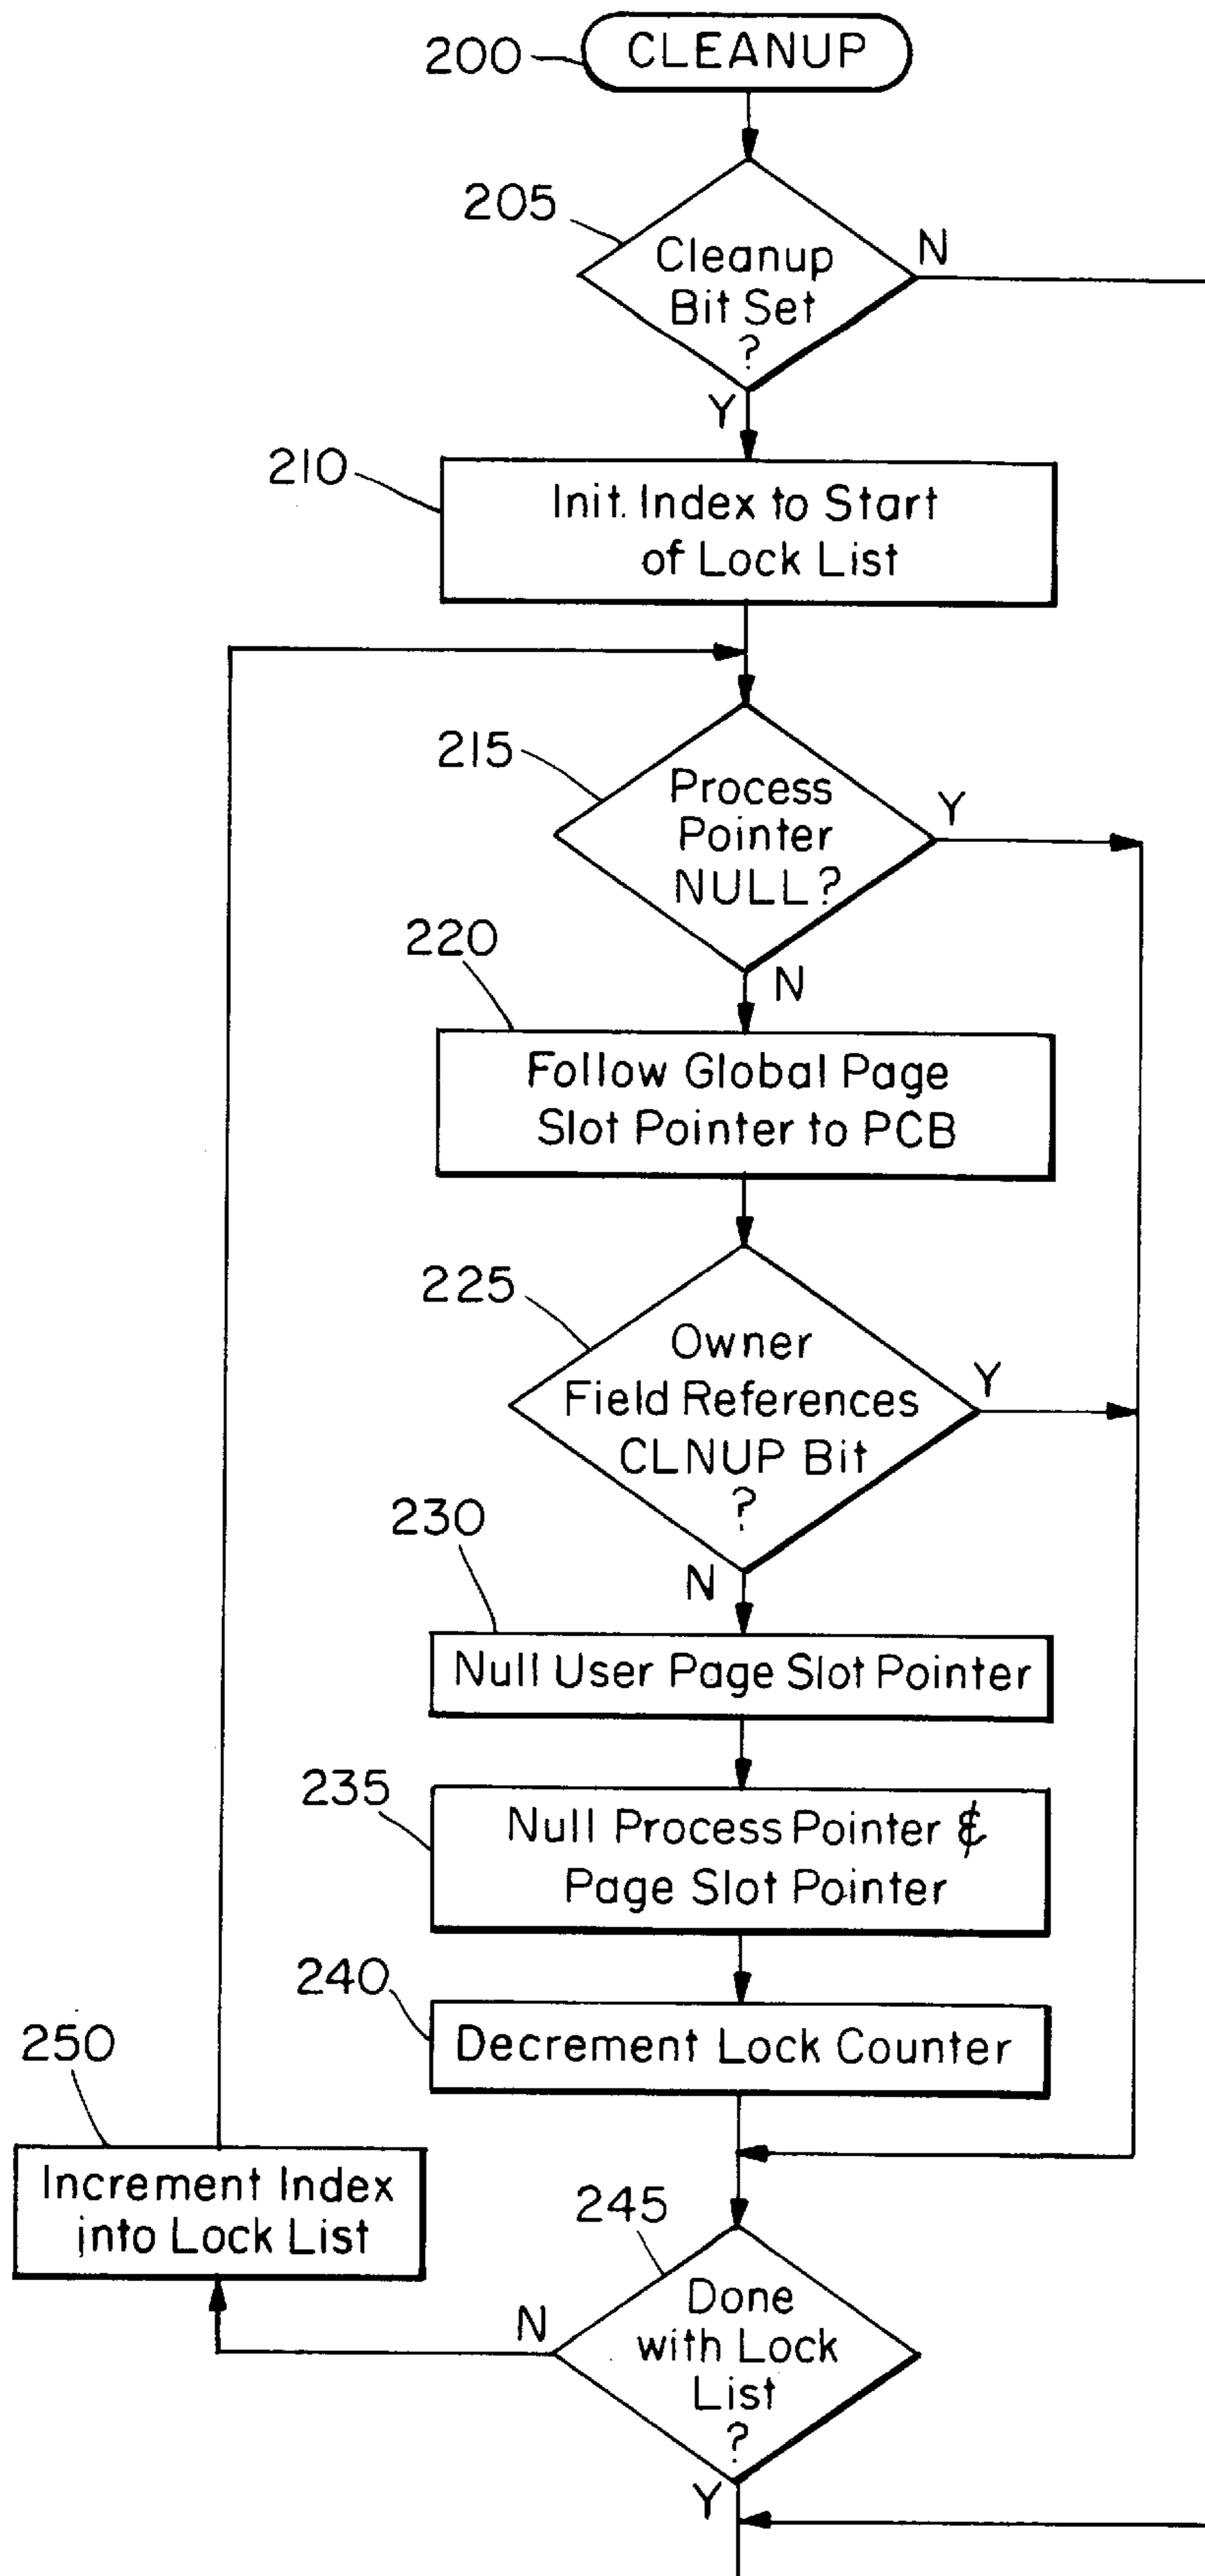 200
CLEANUP
205
Cleanup
Bit Set
?
N
Y
210
Init. Index to Start
of Lock List
215
Process
Pointer
NULL?
Y
N
220
Follow Global Page
Slot Pointer to PCB
225
Owner
Field References
CLNUP Bit
?
Y
N
230
Null User Page Slot Pointer
235
Null Process Pointer &
Page Slot Pointer
240
Decrement Lock Counter
250
Increment Index
into Lock List
245
Done
with Lock
List
?
N
Y